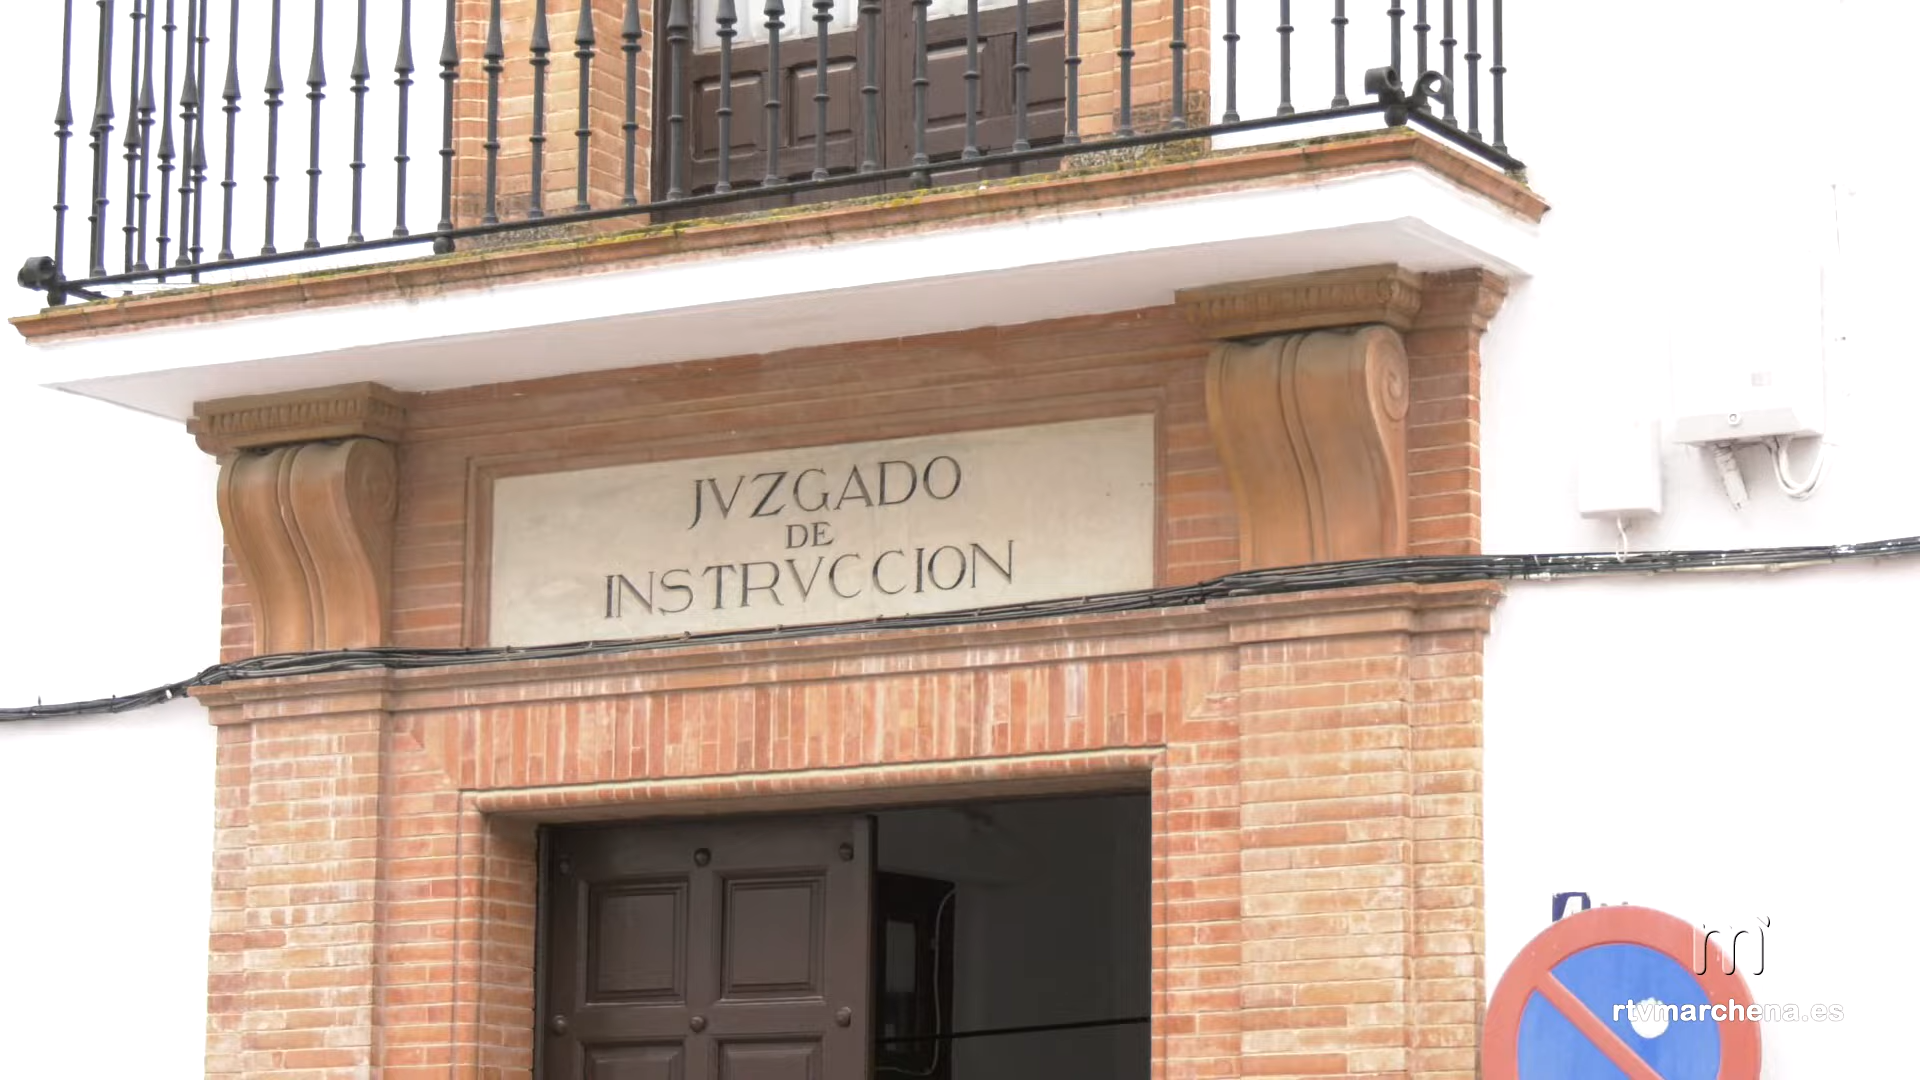 JVZGADO
DE
INSTRVCCION
m'
rtvmarchena.es